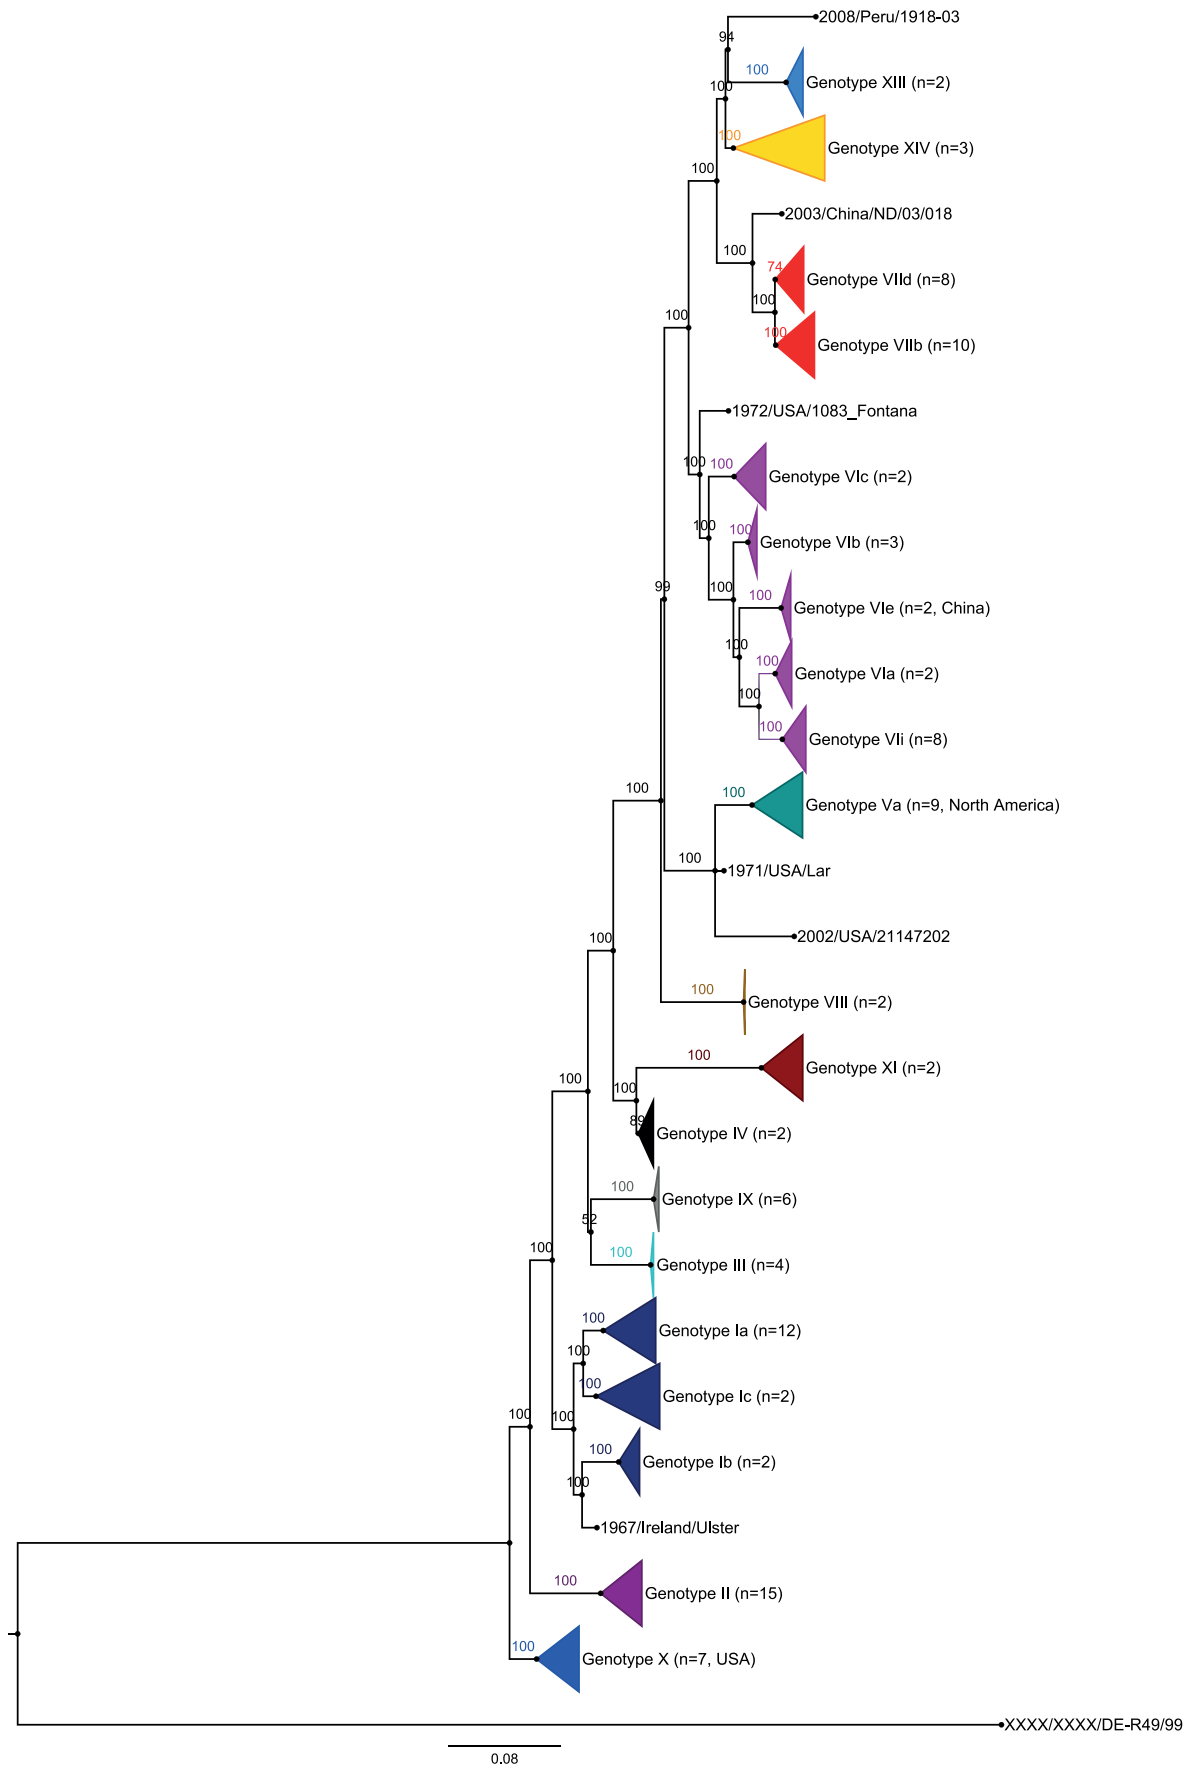 2008/Peru/1918-03
94
100
Genotype XIII (n=2)
100
100
Genotype XIV (n=3)
100
2003/China/ND/03/018
100
74
Genotype VIId (n=8)
100
100
100
Genotype VIIb (n=10)
1972/USA/1083_Fontana
100
100
Genotype VIc (n=2)
100
100
Genotype VIb (n=3)
99
100
100
Genotype VIe (n=2, China)
100
100
Genotype VIa (n=2)
100
100
Genotype VIi (n=8)
100
100
Genotype Va (n=9, North America)
100
1971/USA/Lar
100
2002/USA/21147202
100
Genotype VIII (n=2)
100
Genotype XI (n=2)
100
100
89
Genotype IV (n=2)
100
Genotype IX (n=6)
52
100
100
Genotype III (n=4)
100
Genotype Ia (n=12)
100
100
Genotype Ic (n=2)
100
100
100
Genotype Ib (n=2)
100
1967/Ireland/Ulster
100
Genotype II (n=15)
100
Genotype X (n=7, USA)
XXXX/XXXX/DE-R49/99
0.08